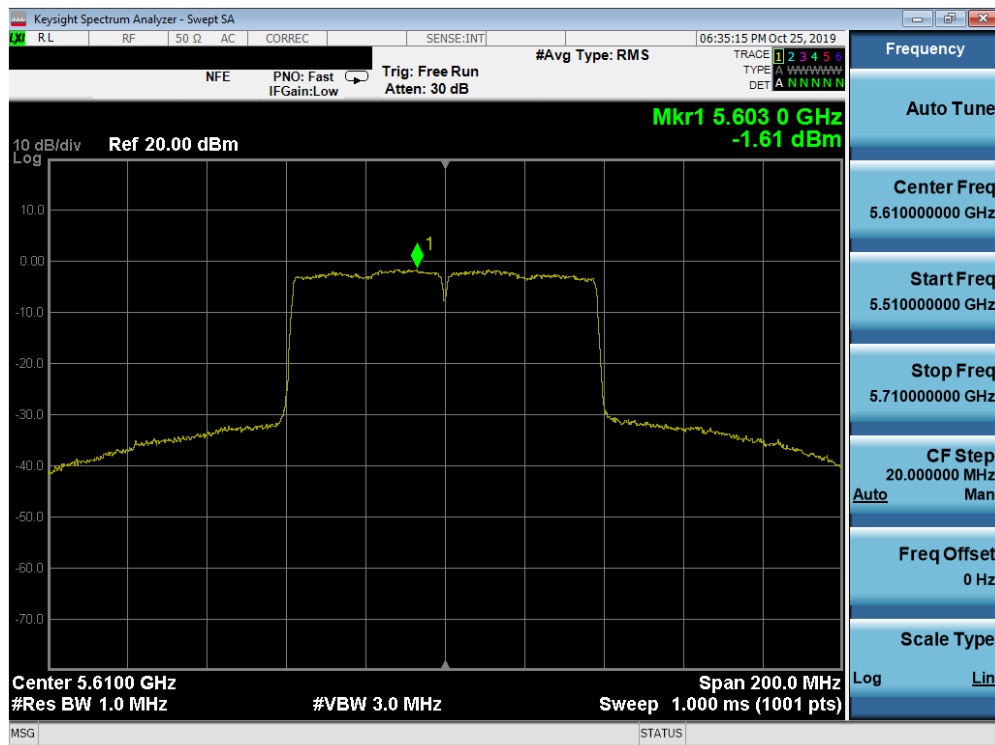 Keysight Spectrum Analyzer - Swept SA
LXI RL RF 50 Ω AC CORREC SENSE:INT 06:35:15 PM Oct 25, 2019
#Avg Type: RMS TRACE 1 2 3 4 5 6
TYPE A WWWWW
DET A N N N N N
NFE PNO: Fast Trig: Free Run
IFGain:Low Atten: 30 dB
Mkr1 5.603 0 GHz
-1.61 dBm
10 dB/div Ref 20.00 dBm
Log
10.0
1
0.00
-10.0
-20.0
-30.0
-40.0
-50.0
-60.0
-70.0
Center 5.6100 GHz Span 200.0 MHz
#Res BW 1.0 MHz #VBW 3.0 MHz Sweep 1.000 ms (1001 pts)
MSG STATUS
Frequency
Auto Tune
Center Freq
5.610000000 GHz
Start Freq
5.510000000 GHz
Stop Freq
5.710000000 GHz
CF Step
20.000000 MHz
Auto Man
Freq Offset
0 Hz
Scale Type
Log Lin